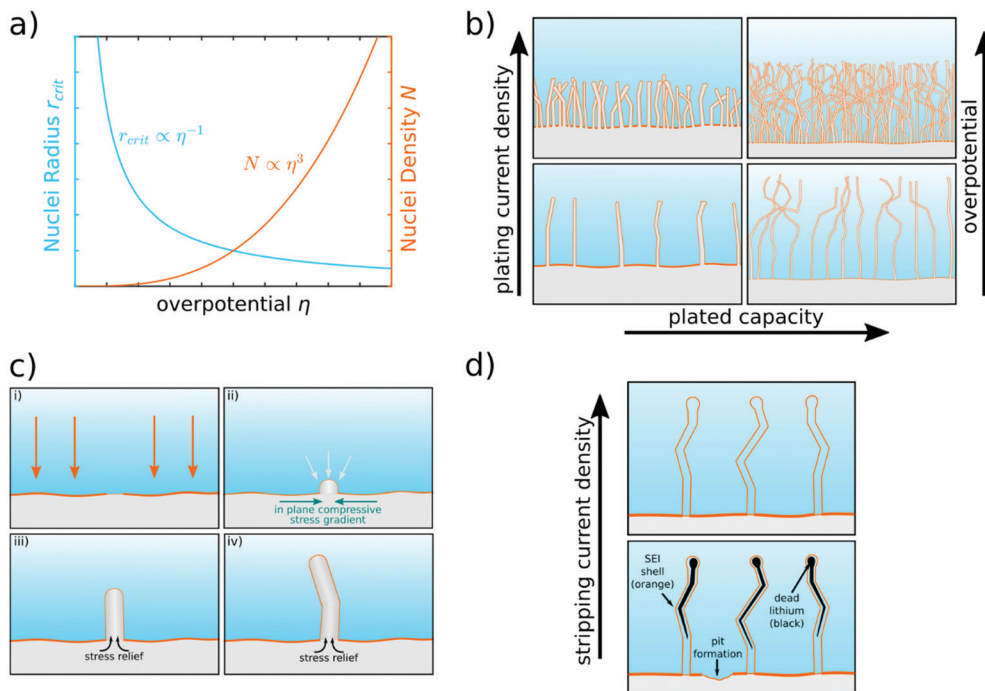 a)
Nuclei Radius r_crit
r_crit ∝ η⁻¹
N ∝ η³
Nuclei Density N
overpotential η
b)
plating current density
overpotential
plated capacity
c)
i)
ii)
in plane compressive
stress gradient
iii)
stress relief
iv)
stress relief
d)
stripping current density
SEI
shell
(orange)
dead
lithium
(black)
pit
formation